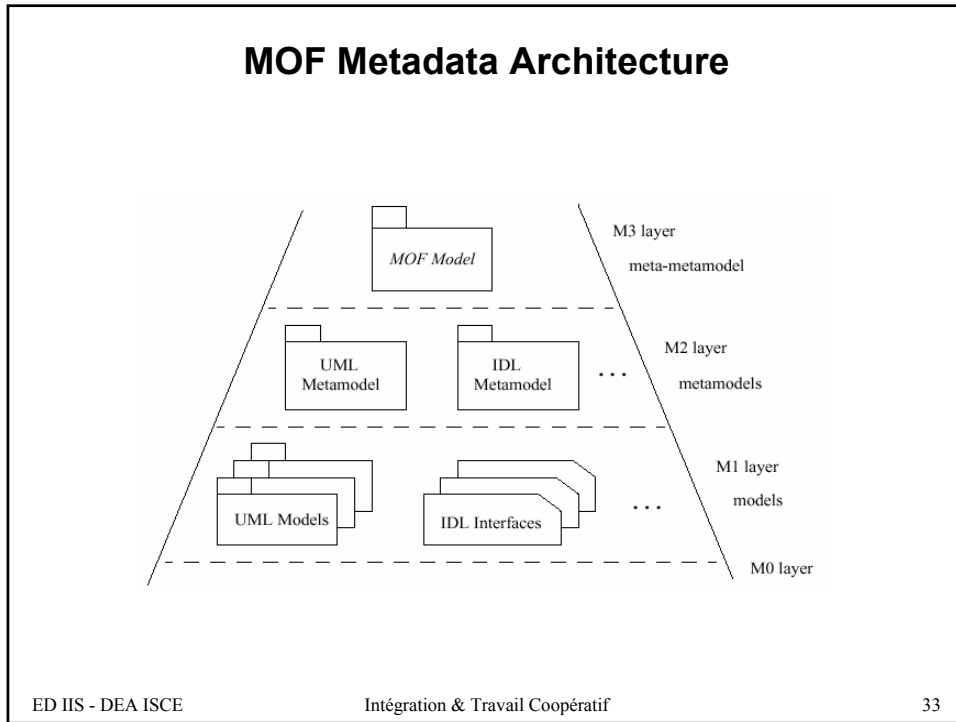 MOF Metadata Architecture
MOF Model
M3 layer
meta-metamodel
UML
Metamodel
IDL
Metamodel
...
M2 layer
metamodels
UML Models
IDL Interfaces
...
M1 layer
models
M0 layer
ED IIS - DEA ISCE
Intégration & Travail Coopératif
33